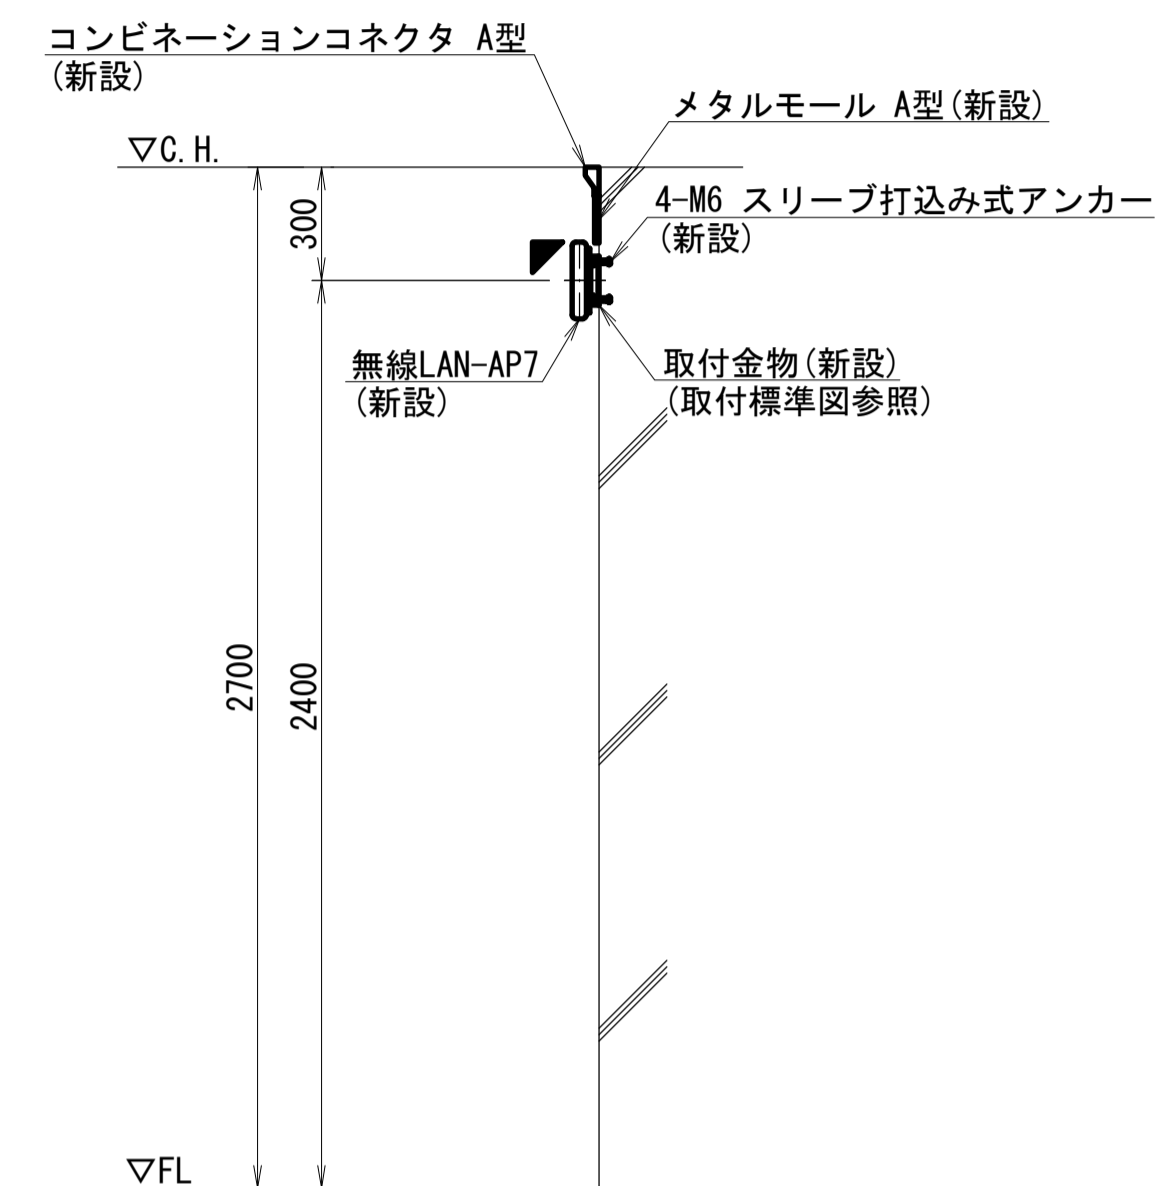 コンビネーションコネクタ A型
(新設)
メタルモール A型(新設)
▽C.H.
4-M6 スリーブ打込み式アンカー
(新設)
300
無線LAN-AP7
(新設)
取付金物(新設)
(取付標準図参照)
2700
2400
▽FL